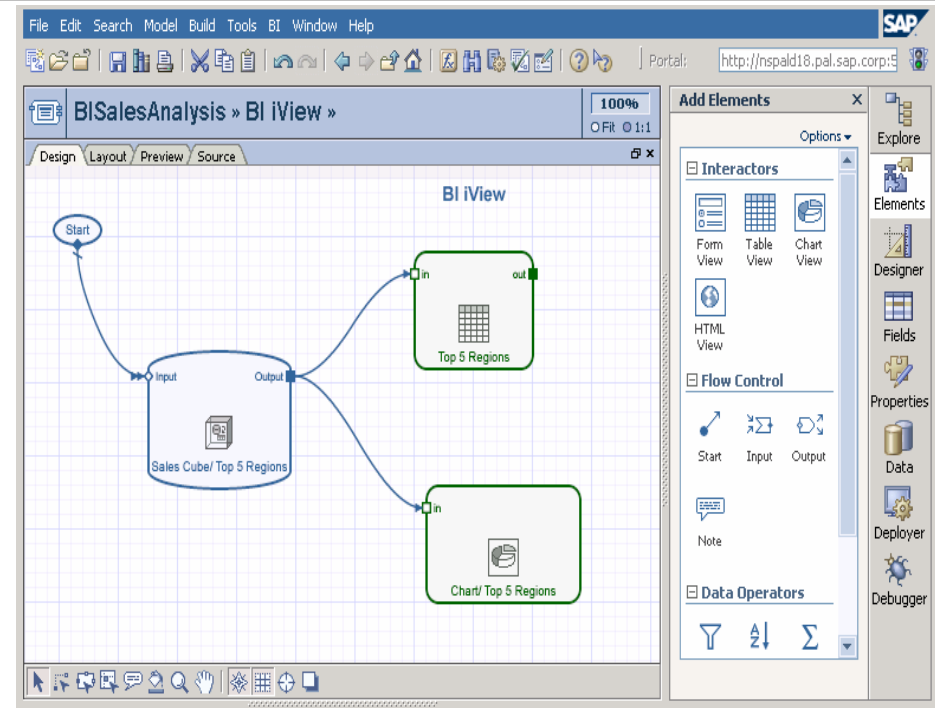 File Edit Search Model Build Tools BI Window Help
SAP
Portal: http://nspald18.pal.sap.corp:5
BISalesAnalysis » BI iView »
100%
Fit 1:1
Design Layout Preview Source
BI iView
Start
in out
Top 5 Regions
Input Output
Sales Cube/ Top 5 Regions
in
Chart/ Top 5 Regions
Add Elements X
Options
Interactors
Form View
Table View
Chart View
HTML View
Flow Control
Start Input Output
Note
Data Operators
Explore
Elements
Designer
Fields
Properties
Data
Deployer
Debugger